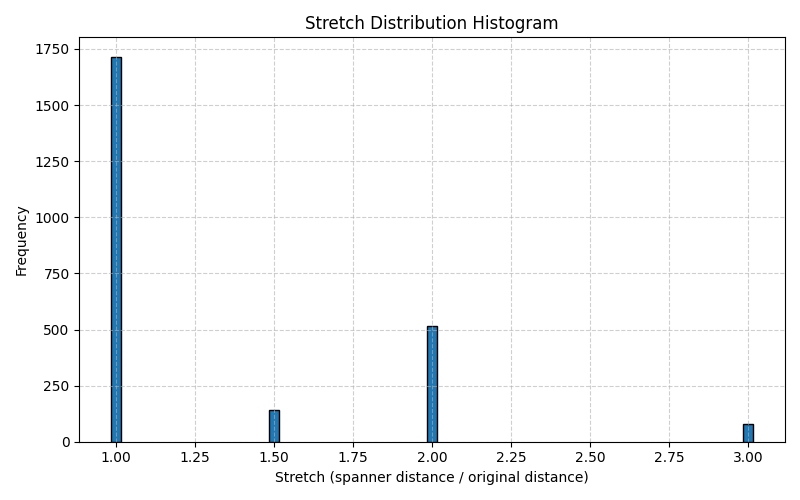 Stretch Distribution Histogram
Frequency
1750
1500
1250
1000
750
500
250
0
1.00 1.25 1.50 1.75 2.00 2.25 2.50 2.75 3.00
Stretch (spanner distance / original distance)